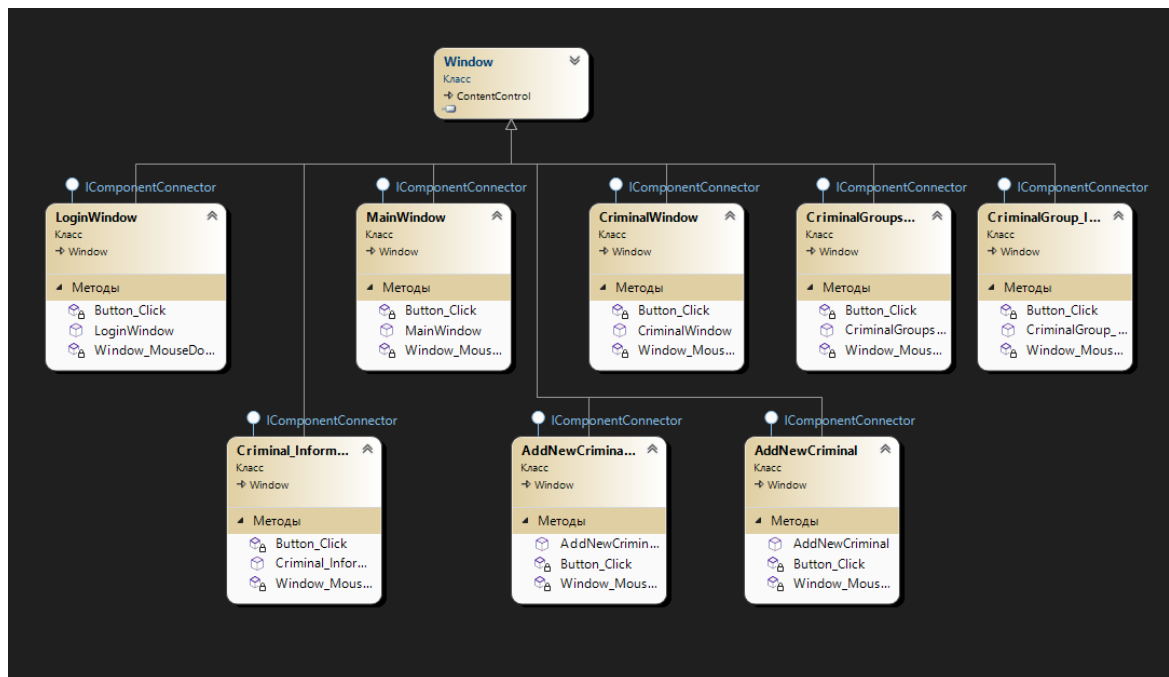 Window
Класс
ContentControl
IComponentConnector
LoginWindow
Класс
Window
Методы
Button_Click
LoginWindow
Window_MouseDo...
IComponentConnector
MainWindow
Класс
Window
Методы
Button_Click
MainWindow
Window_Mous...
IComponentConnector
CriminalWindow
Класс
Window
Методы
Button_Click
CriminalWindow
Window_Mous...
IComponentConnector
CriminalGroups...
Класс
Window
Методы
Button_Click
CriminalGroups...
Window_Mous...
IComponentConnector
CriminalGroup_I...
Класс
Window
Методы
Button_Click
CriminalGroup_...
Window_Mous...
IComponentConnector
Criminal_Inform...
Класс
Window
Методы
Button_Click
Criminal_Infor...
Window_Mous...
IComponentConnector
AddNewCrimina...
Класс
Window
Методы
AddNewCrimin...
Button_Click
Window_Mous...
IComponentConnector
AddNewCriminal
Класс
Window
Методы
AddNewCriminal
Button_Click
Window_Mous...